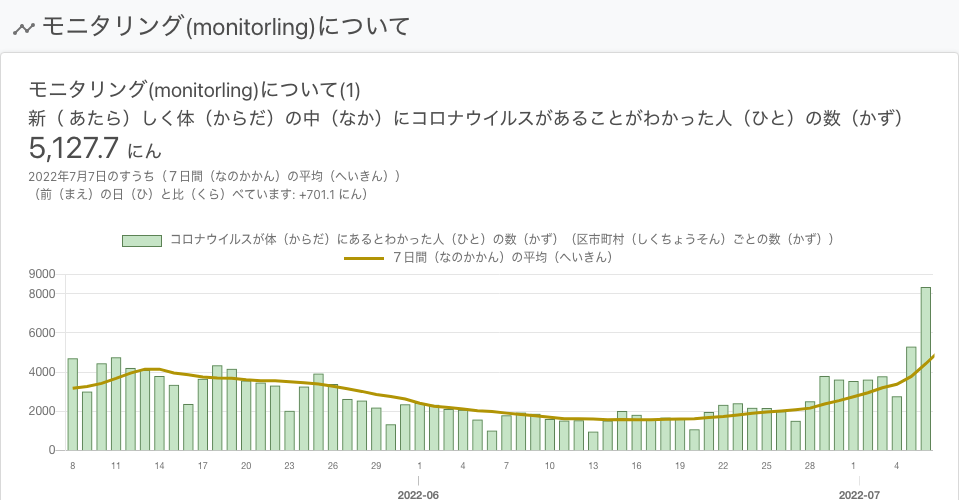 モニタリング(monitorling)について
モニタリング(monitorling)について(1)
新（ あたら）しく体（からだ）の中（なか）にコロナウイルスがあることがわかった人（ひと）の数（かず）
5,127.7 にん
2022年7月7日のすうち（７日間（なのかかん）の平均（へいきん））
（前（まえ）の日（ひ）と比（くら）べています: +701.1 にん）
コロナウイルスが体（からだ）にあるとわかった人（ひと）の数（かず）（区市町村（しくちょうそん）ごとの数（かず））
７日間（なのかかん）の平均（へいきん）
9000
8000
6000
4000
2000
0
8 11 14 17 20 23 26 29 1 4 7 10 13 16 19 22 25 28 1 4
2022-06 2022-07